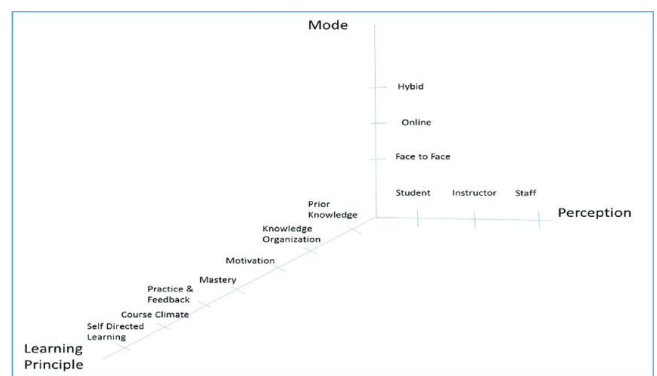 Mode
Hybid
Online
Face to Face
Student Instructor Staff
Perception
Prior
Knowledge
Knowledge
Organization
Motivation
Mastery
Practice &
Feedback
Course Climate
Self Directed
Learning
Learning
Principle